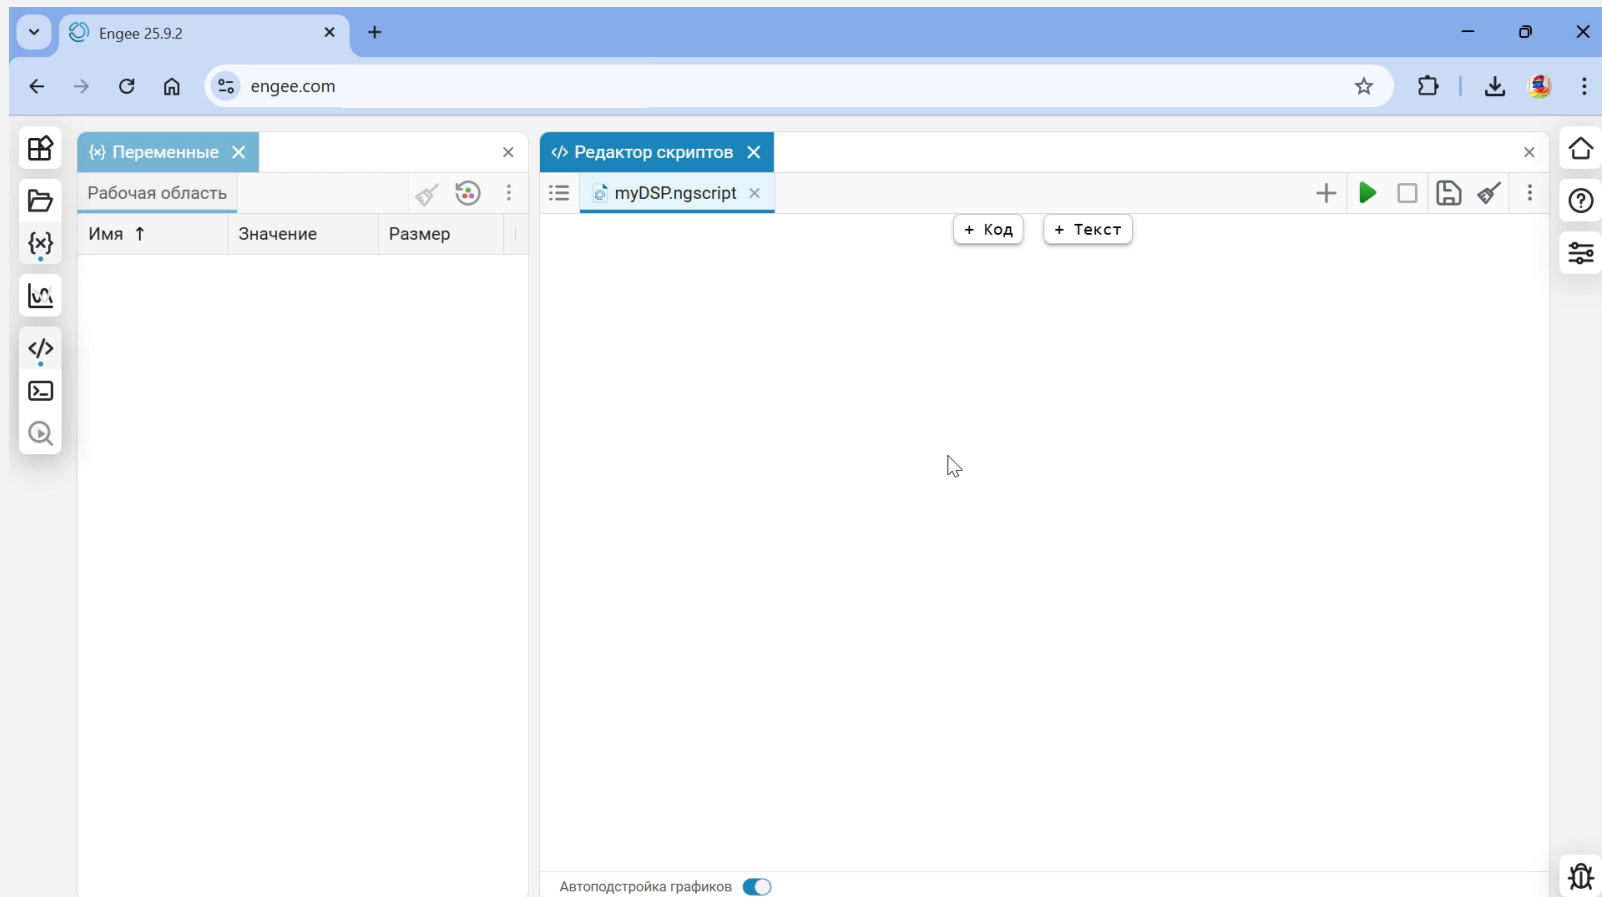 Engee 25.9.2
engee.com
{x} Переменные
Рабочая область
Имя ↑ Значение Размер
</> Редактор скриптов
myDSP.ngscript
+ Код + Текст
Автоподстройка графиков